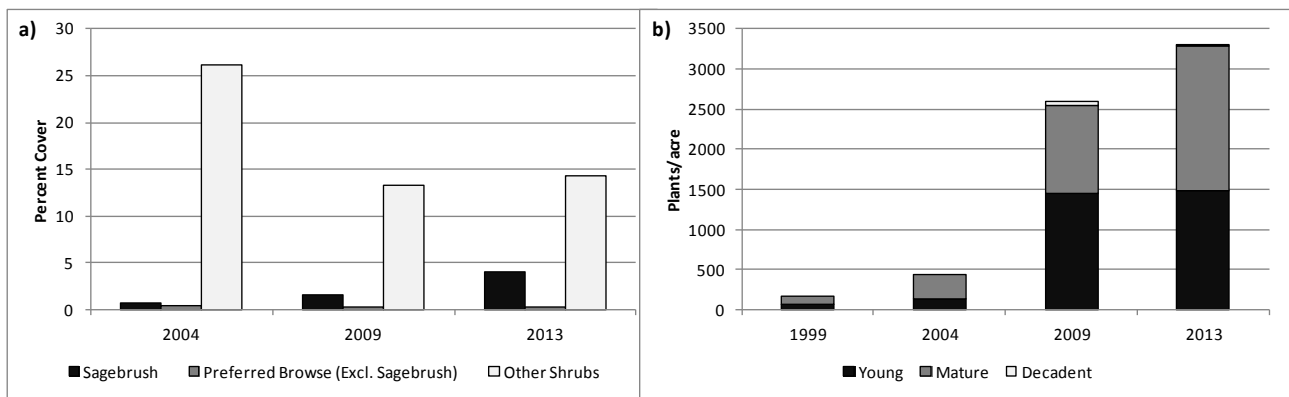 a)
Percent Cover
30
25
20
15
10
5
0
2004 2009 2013
Sagebrush Preferred Browse (Excl. Sagebrush) Other Shrubs
b)
Plants/acre
3500
3000
2500
2000
1500
1000
500
0
1999 2004 2009 2013
Young Mature Decadent